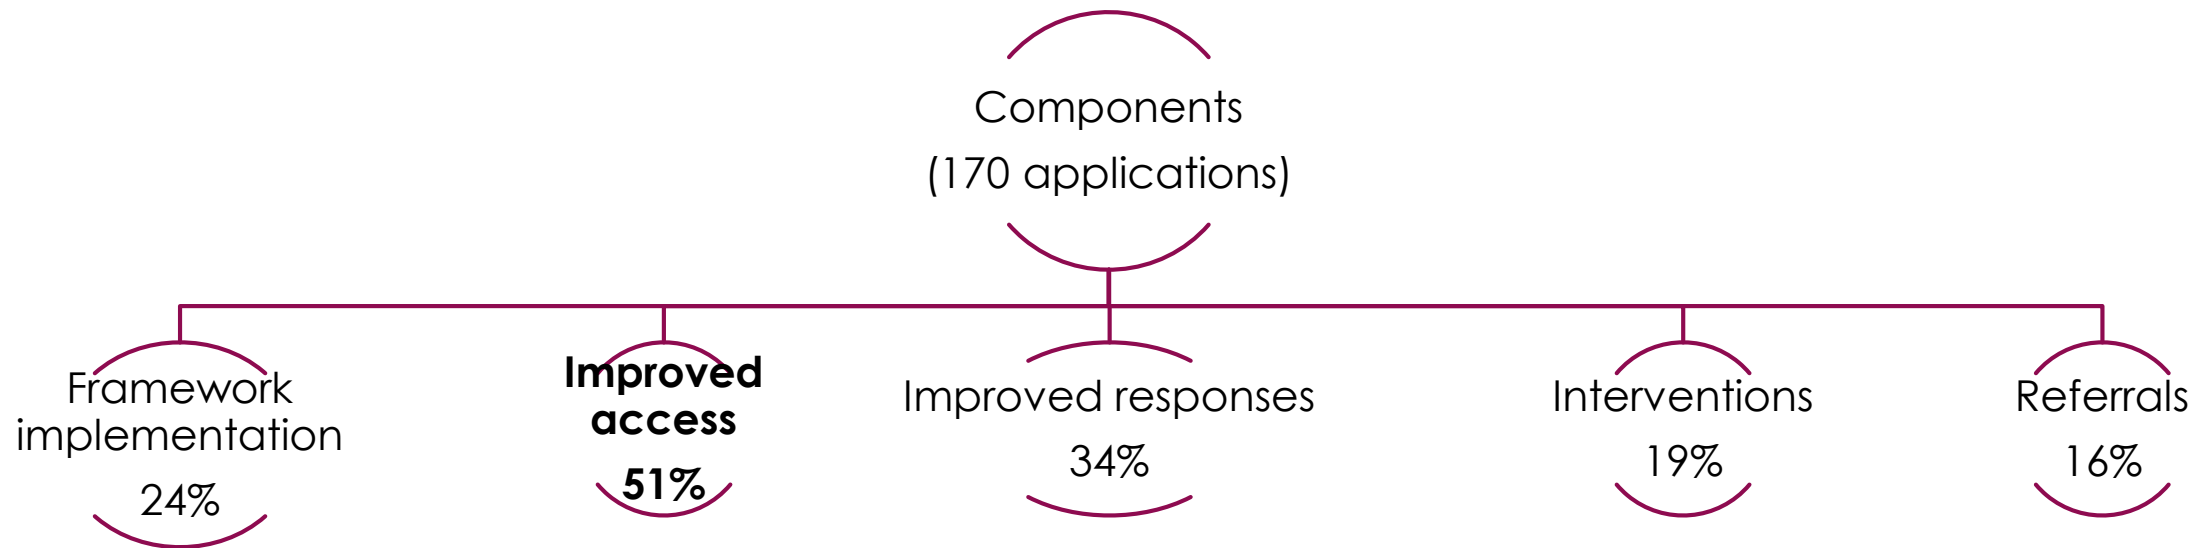 Components
(170 applications)
Framework
implementation
24%
Improved
access
51%
Improved responses
34%
Interventions
19%
Referrals
16%